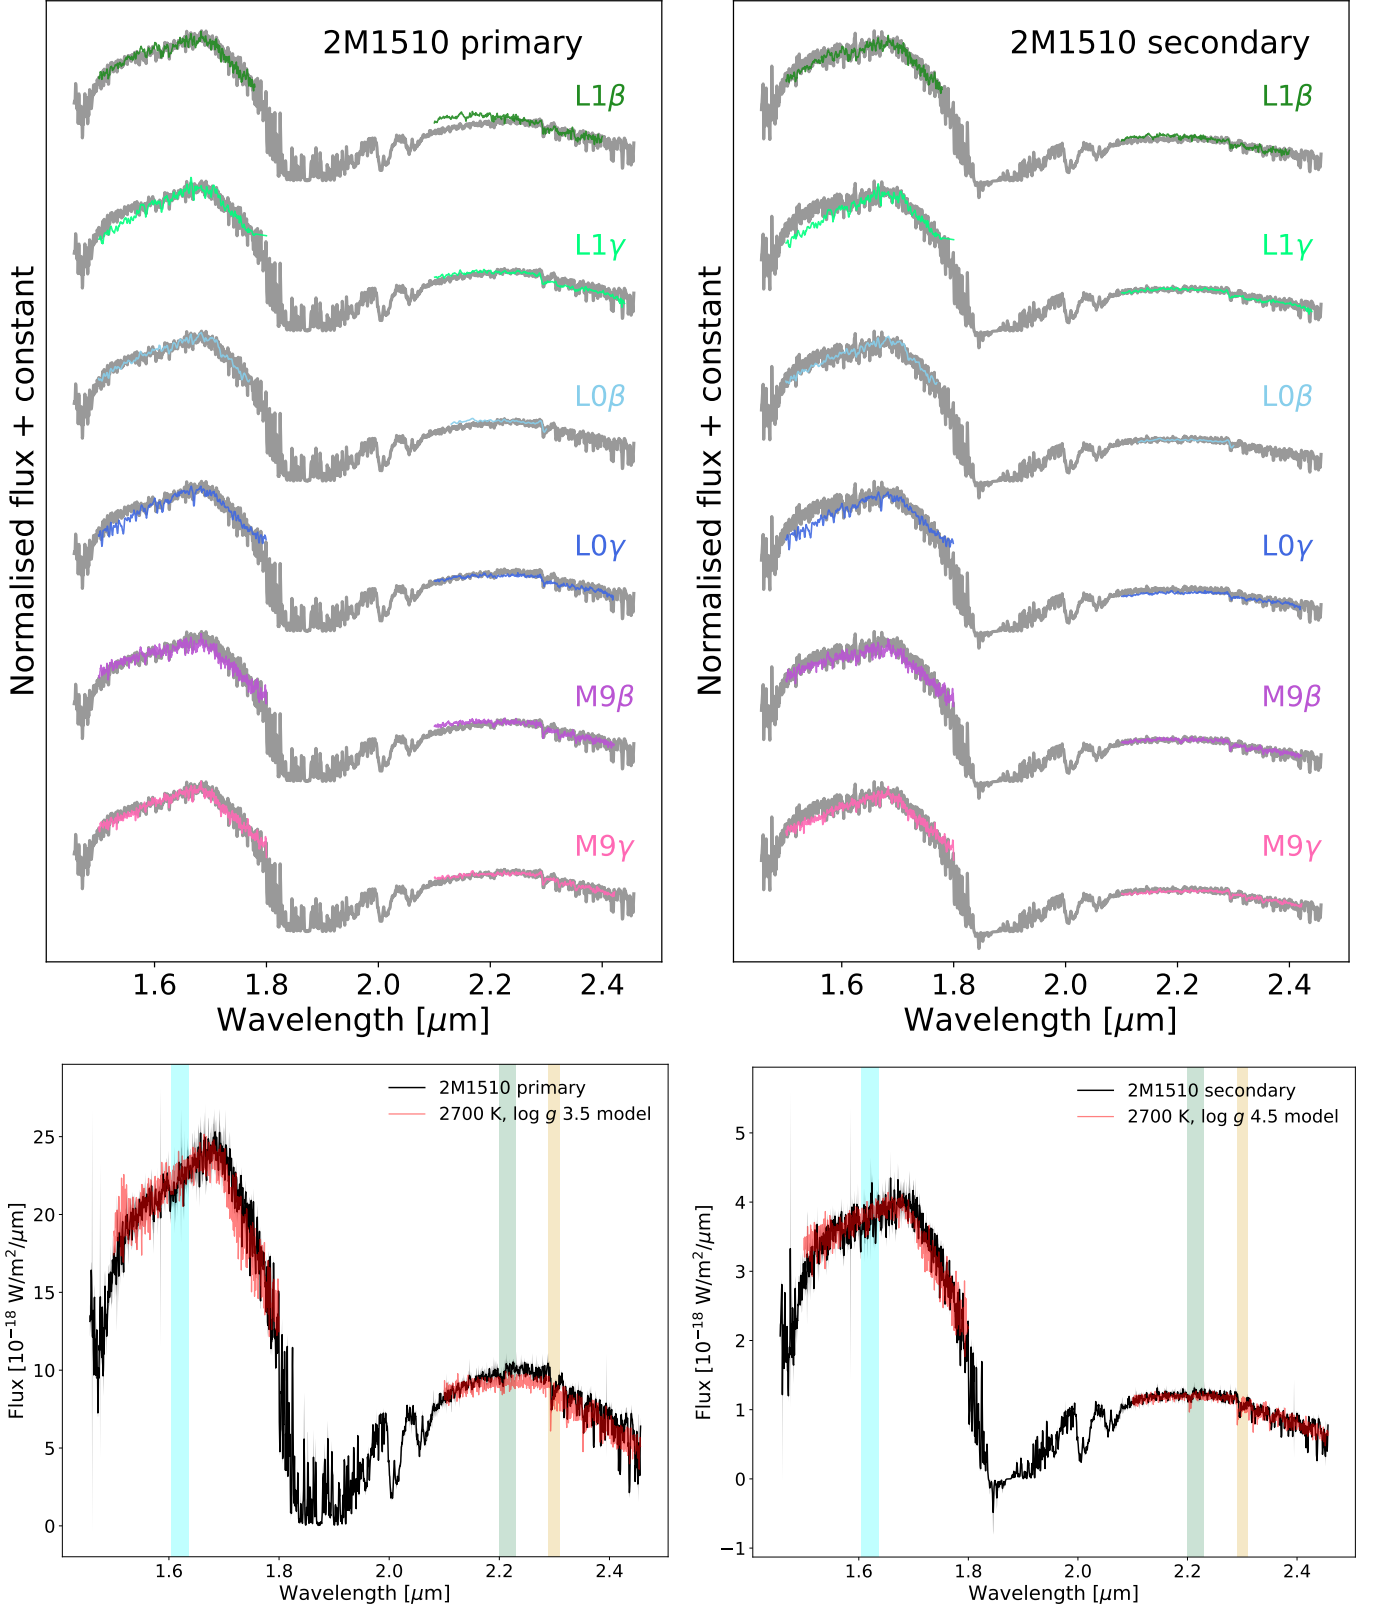 2M1510 primary
L1β
L1γ
L0β
L0γ
M9β
M9γ
Normalised flux + constant
1.6 1.8 2.0 2.2 2.4
Wavelength [μm]
2M1510 secondary
L1β
L1γ
L0β
L0γ
M9β
M9γ
Normalised flux + constant
1.6 1.8 2.0 2.2 2.4
Wavelength [μm]
2M1510 primary
2700 K, log g 3.5 model
25
20
15
10
5
0
Flux [10⁻¹⁸ W/m²/μm]
1.6 1.8 2.0 2.2 2.4
Wavelength [μm]
2M1510 secondary
2700 K, log g 4.5 model
5
4
3
2
1
0
−1
Flux [10⁻¹⁸ W/m²/μm]
1.6 1.8 2.0 2.2 2.4
Wavelength [μm]